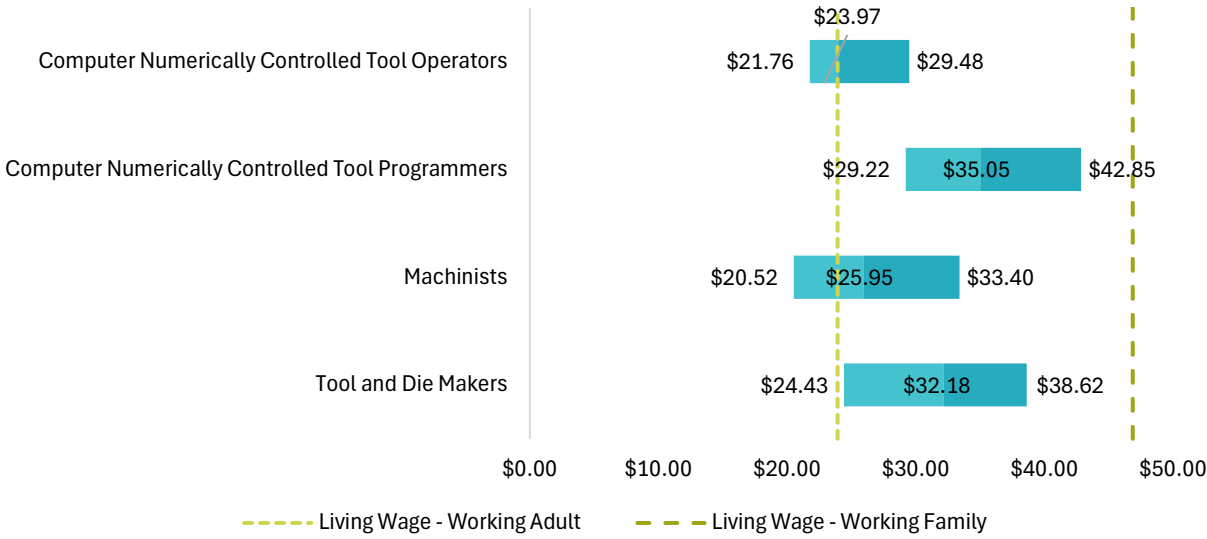 $23.97
Computer Numerically Controlled Tool Operators $21.76 $29.48
Computer Numerically Controlled Tool Programmers $29.22 $35.05 $42.85
Machinists $20.52 $25.95 $33.40
Tool and Die Makers $24.43 $32.18 $38.62
$0.00 $10.00 $20.00 $30.00 $40.00 $50.00
Living Wage - Working Adult Living Wage - Working Family